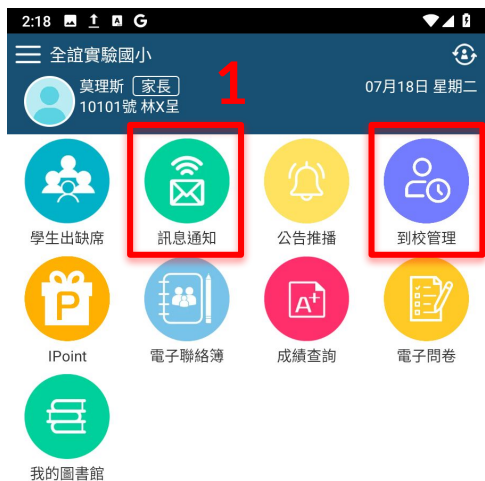 2:18 A G
全誼實驗國小
莫理斯 家長
1
07月18日 星期二
10101號 林X呈
學生出缺席 訊息通知 公告推播 到校管理
P A+
IPoint 電子聯絡簿 成績查詢 電子問卷
我的圖書館